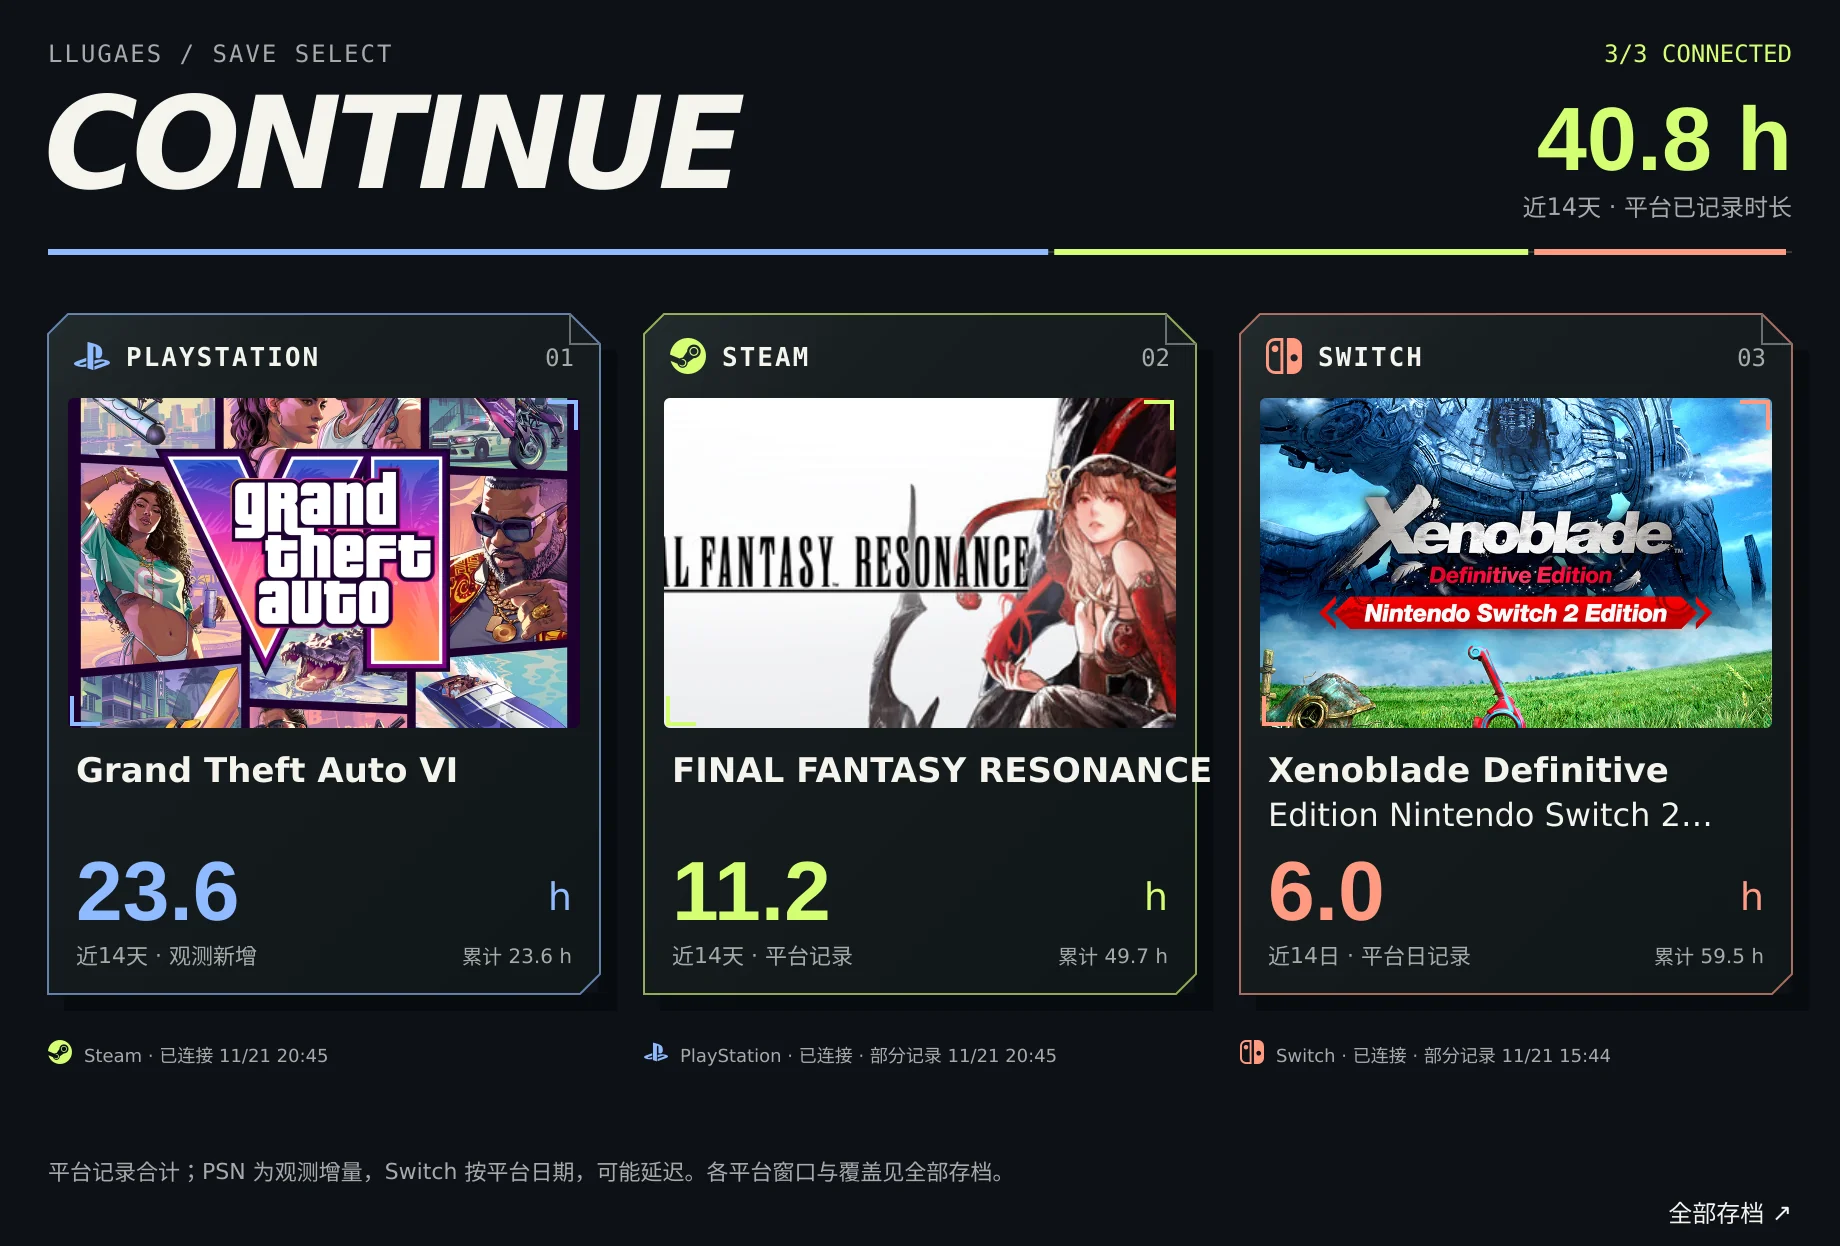 LLUGAES / SAVE SELECT
3/3 CONNECTED
CONTINUE
40.8 h
近14天 · 平台已记录时长
PLAYSTATION
01
grand
theft
auto
VI
Grand Theft Auto VI
23.6
h
近14天 · 观测新增
累计 23.6 h
STEAM
02
AL FANTASY RESONANCE
FINAL FANTASY RESONANCE
11.2
h
近14天 · 平台记录
累计 49.7 h
SWITCH
03
Xenoblade™
Definitive Edition
Nintendo Switch 2 Edition
Xenoblade Definitive
Edition Nintendo Switch 2…
6.0
h
近14日 · 平台日记录
累计 59.5 h
Steam · 已连接 11/21 20:45
PlayStation · 已连接 · 部分记录 11/21 20:45
Switch · 已连接 · 部分记录 11/21 15:44
平台记录合计；PSN 为观测增量，Switch 按平台日期，可能延迟。各平台窗口与覆盖见全部存档。
全部存档 ↗